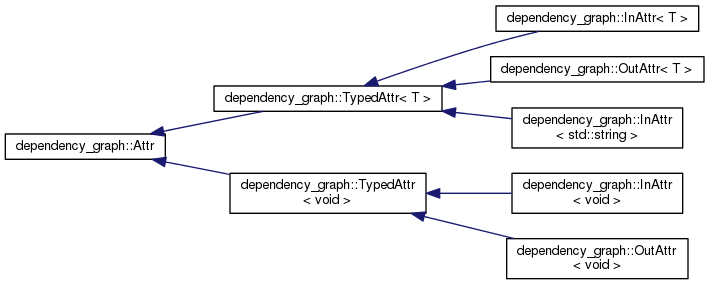 dependency_graph::InAttr< T >
dependency_graph::OutAttr< T >
dependency_graph::TypedAttr< T >
dependency_graph::InAttr
< std::string >
dependency_graph::Attr
dependency_graph::TypedAttr
< void >
dependency_graph::InAttr
< void >
dependency_graph::OutAttr
< void >